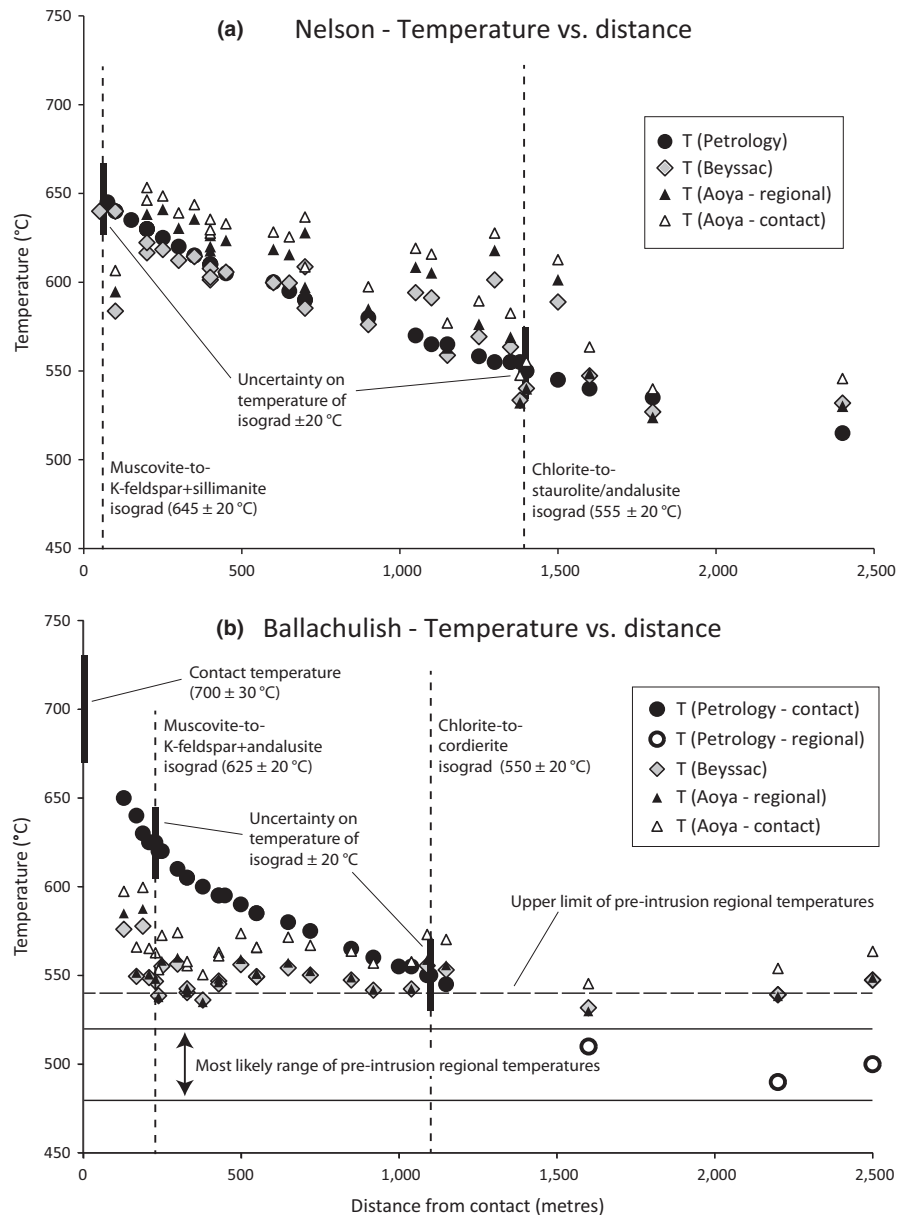 (a) Nelson - Temperature vs. distance
750
700
650
600
550
500
450
Temperature (°C)
T (Petrology)
T (Beyssac)
T (Aoya - regional)
T (Aoya - contact)
Uncertainty on
temperature of
isograd ±20 °C
Muscovite-to-
K-feldspar+sillimanite
isograd (645 ± 20 °C)
Chlorite-to-
staurolite/andalusite
isograd (555 ± 20 °C)
0
500
1,000
1,500
2,000
2,500
(b) Ballachulish - Temperature vs. distance
750
700
650
600
550
500
450
Temperature (°C)
Contact temperature
(700 ± 30 °C)
Muscovite-to-
K-feldspar+andalusite
isograd (625 ± 20 °C)
Chlorite-to-
cordierite
isograd (550 ± 20 °C)
T (Petrology - contact)
T (Petrology - regional)
T (Beyssac)
T (Aoya - regional)
T (Aoya - contact)
Uncertainty on
temperature of
isograd ± 20 °C
Upper limit of pre-intrusion regional temperatures
Most likely range of pre-intrusion regional temperatures
0
500
1,000
1,500
2,000
2,500
Distance from contact (metres)